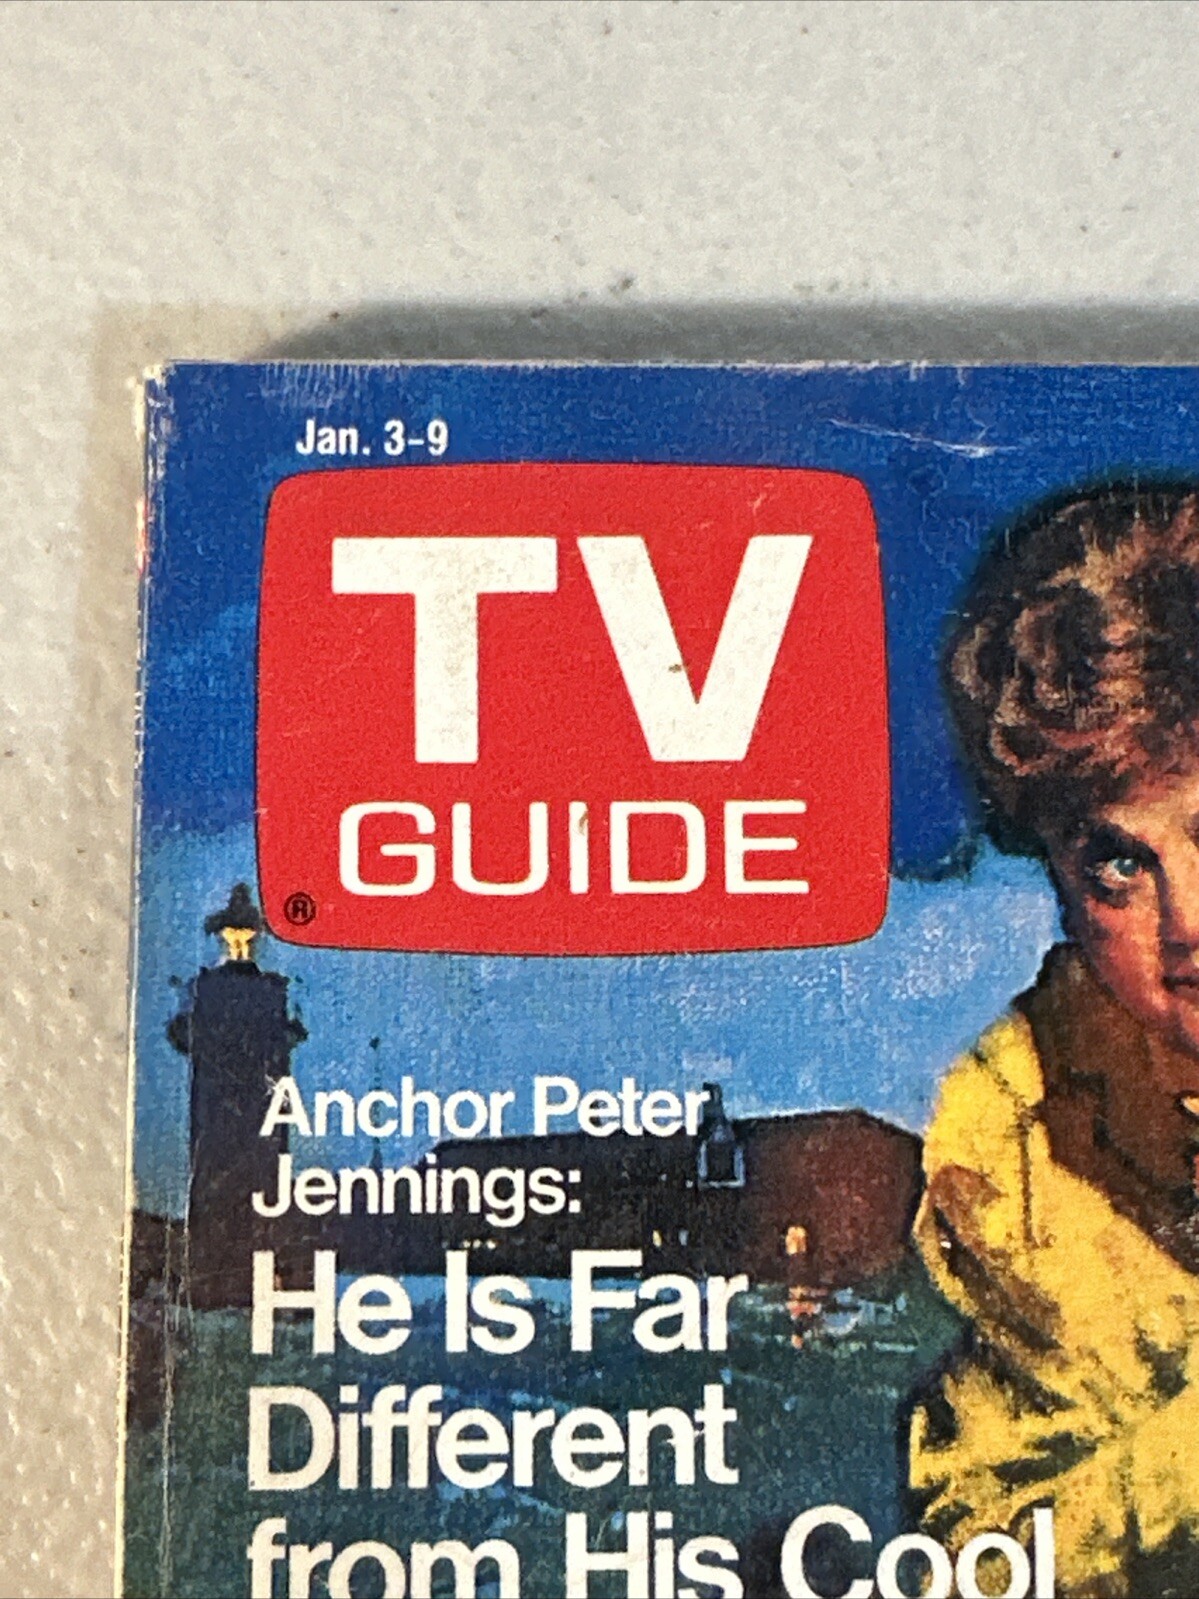 Jan. 3-9
TV
GUIDE
®
Anchor Peter
Jennings:
He Is Far
Different
from His Cool